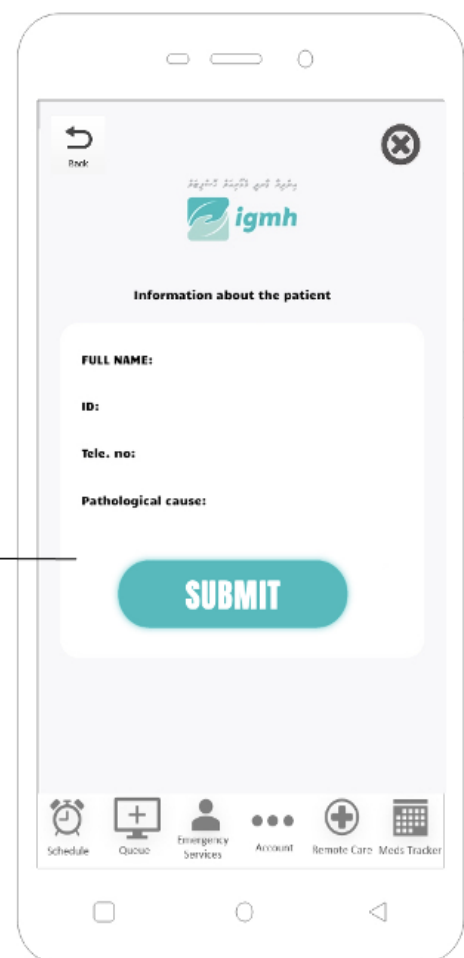 Back
igmh
Information about the patient
FULL NAME:
ID:
Tele. no:
Pathological cause:
SUBMIT
Schedule
Queue
Emergency
Services
Account
Remote Care
Meds Tracker